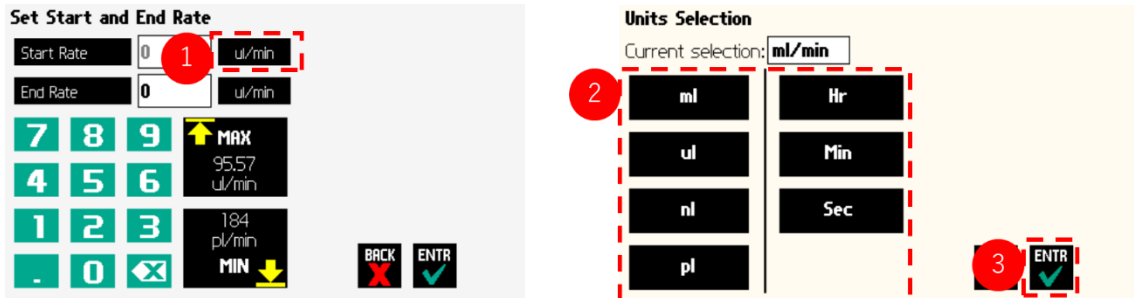 Set Start and End Rate
Start Rate 0 1 ul/min
End Rate 0 ul/min
7 8 9 MAX
95.57
ul/min
4 5 6
1 2 3 184
pl/min
. 0 MIN
BACK ENTR
Units Selection
Current selection: ml/min
2
ml Hr
ul Min
nl Sec
pl
3 ENTR